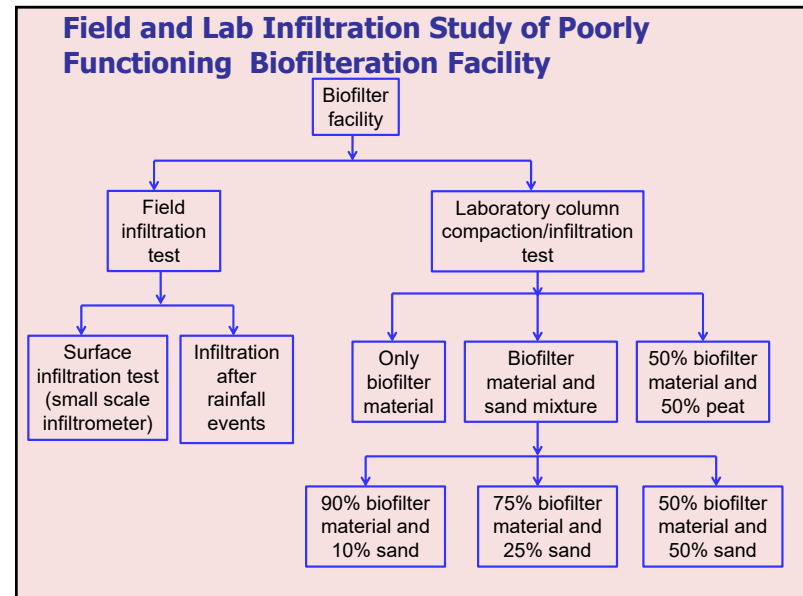 Field and Lab Infiltration Study of Poorly
Functioning Biofilteration Facility
Biofilter
facility
Field
infiltration
test
Laboratory column
compaction/infiltration
test
Surface
infiltration test
(small scale
infiltrometer)
Infiltration
after
rainfall
events
Only
biofilter
material
Biofilter
material and
sand mixture
50% biofilter
material and
50% peat
90% biofilter
material and
10% sand
75% biofilter
material and
25% sand
50% biofilter
material and
50% sand